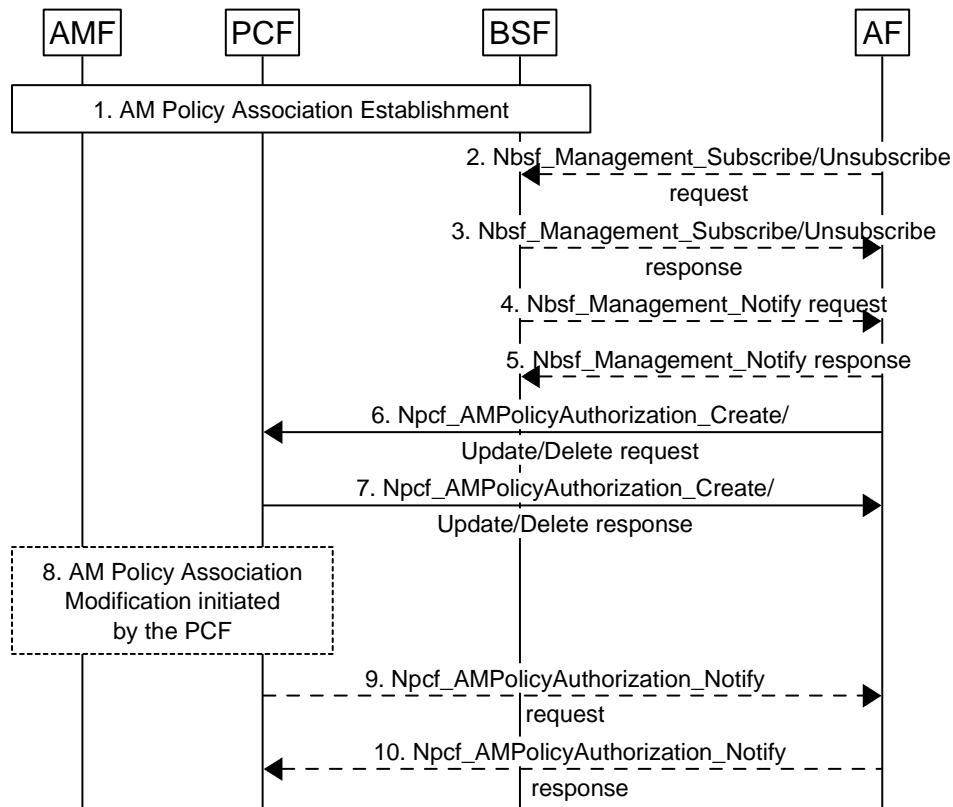 AMF PCF BSF AF
1. AM Policy Association Establishment
2. Nbsf_Management_Subscribe/Unsubscribe
request
3. Nbsf_Management_Subscribe/Unsubscribe
response
4. Nbsf_Management_Notify request
5. Nbsf_Management_Notify response
6. Npcf_AMPolicyAuthorization_Create/
Update/Delete request
7. Npcf_AMPolicyAuthorization_Create/
Update/Delete response
8. AM Policy Association
Modification initiated
by the PCF
9. Npcf_AMPolicyAuthorization_Notify
request
10. Npcf_AMPolicyAuthorization_Notify
response